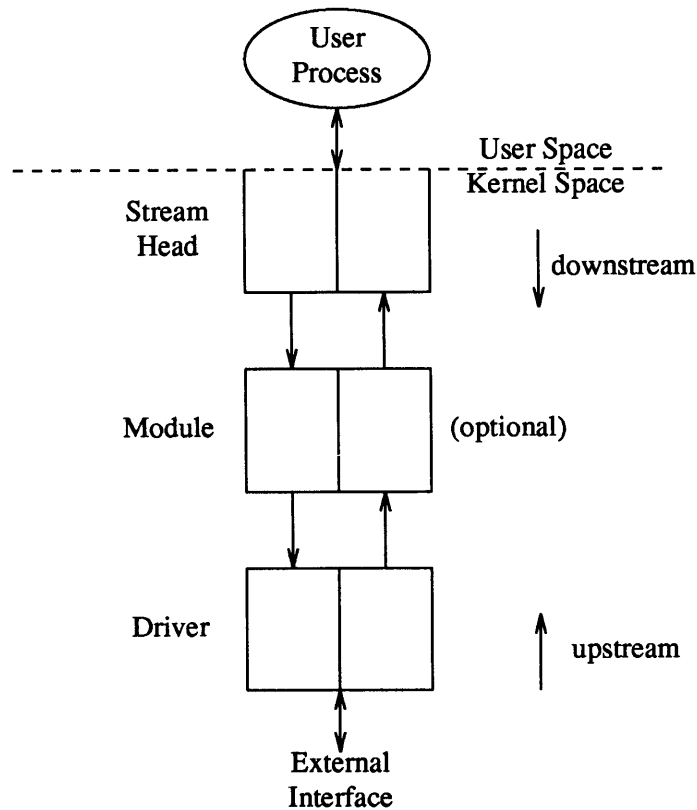 User
Process
User Space
Kernel Space
Stream
Head
downstream
Module
(optional)
Driver
upstream
External
Interface